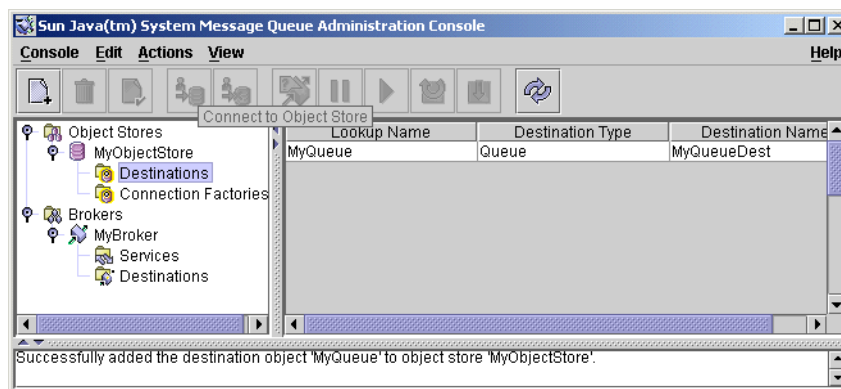 Sun Java(tm) System Message Queue Administration Console
Console Edit Actions View Help
Connect to Object Store
Object Stores
MyObjectStore
Destinations
Connection Factories
Brokers
MyBroker
Services
Destinations
Lookup Name Destination Type Destination Name
MyQueue Queue MyQueueDest
Successfully added the destination object 'MyQueue' to object store 'MyObjectStore'.